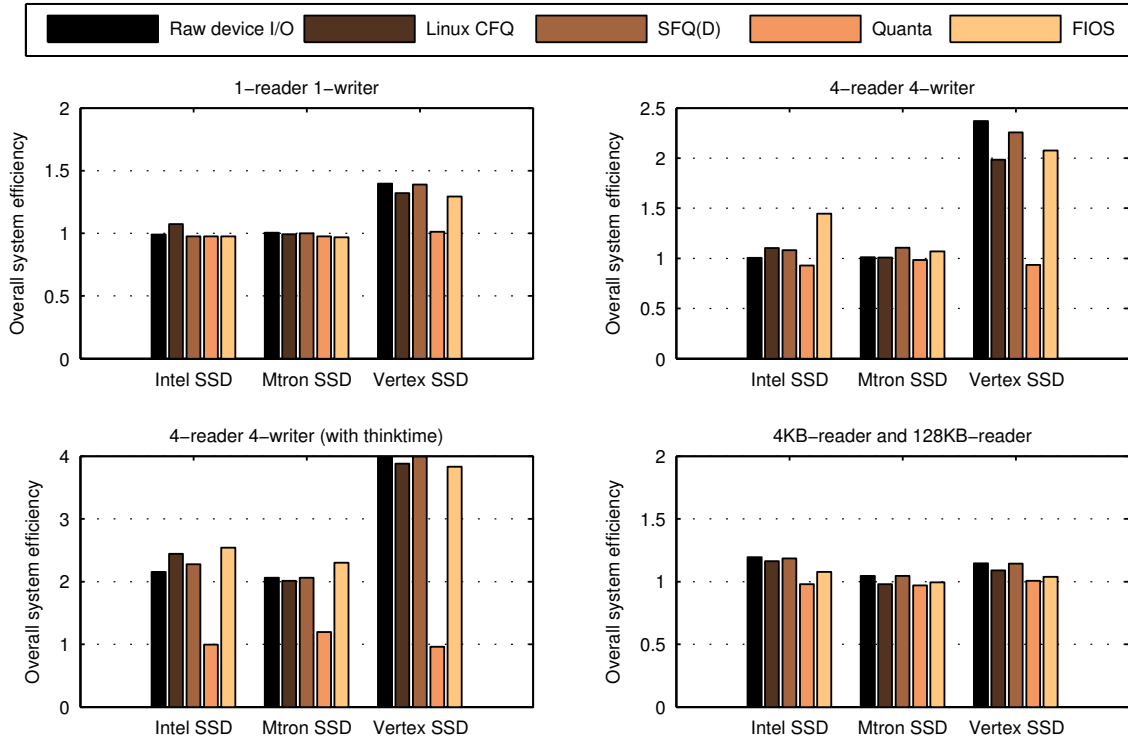 Raw device I/O Linux CFQ SFQ(D) Quanta FIOS
1−reader 1−writer
Overall system efficiency
2
1.5
1
0.5
0
Intel SSD Mtron SSD Vertex SSD
4−reader 4−writer
Overall system efficiency
2.5
2
1.5
1
0.5
0
Intel SSD Mtron SSD Vertex SSD
4−reader 4−writer (with thinktime)
Overall system efficiency
4
3
2
1
0
Intel SSD Mtron SSD Vertex SSD
4KB−reader and 128KB−reader
Overall system efficiency
2
1.5
1
0.5
0
Intel SSD Mtron SSD Vertex SSD